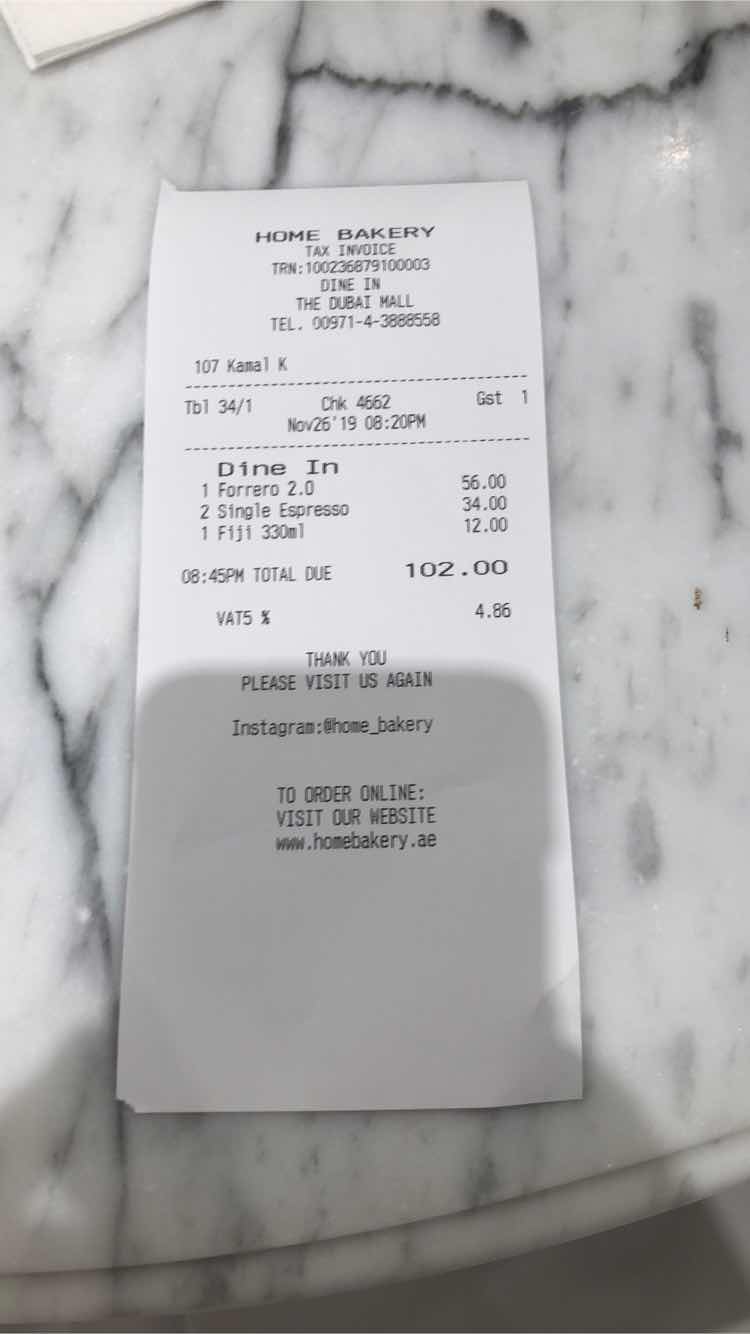 HOME BAKERY
TAX INVOICE
TRN:100236879100003
DINE IN
THE DUBAI MALL
TEL. 00971-4-3888558
107 Kamal K
Tbl 34/1 Chk 4662 Gst 1
Nov26'19 08:20PM
Dine In
1 Forrero 2.0 56.00
2 Single Espresso 34.00
1 Fiji 330ml 12.00
08:45PM TOTAL DUE 102.00
VAT5 % 4.86
THANK YOU
PLEASE VISIT US AGAIN
Instagram:@home_bakery
TO ORDER ONLINE:
VISIT OUR WEBSITE
www.homebakery.ae